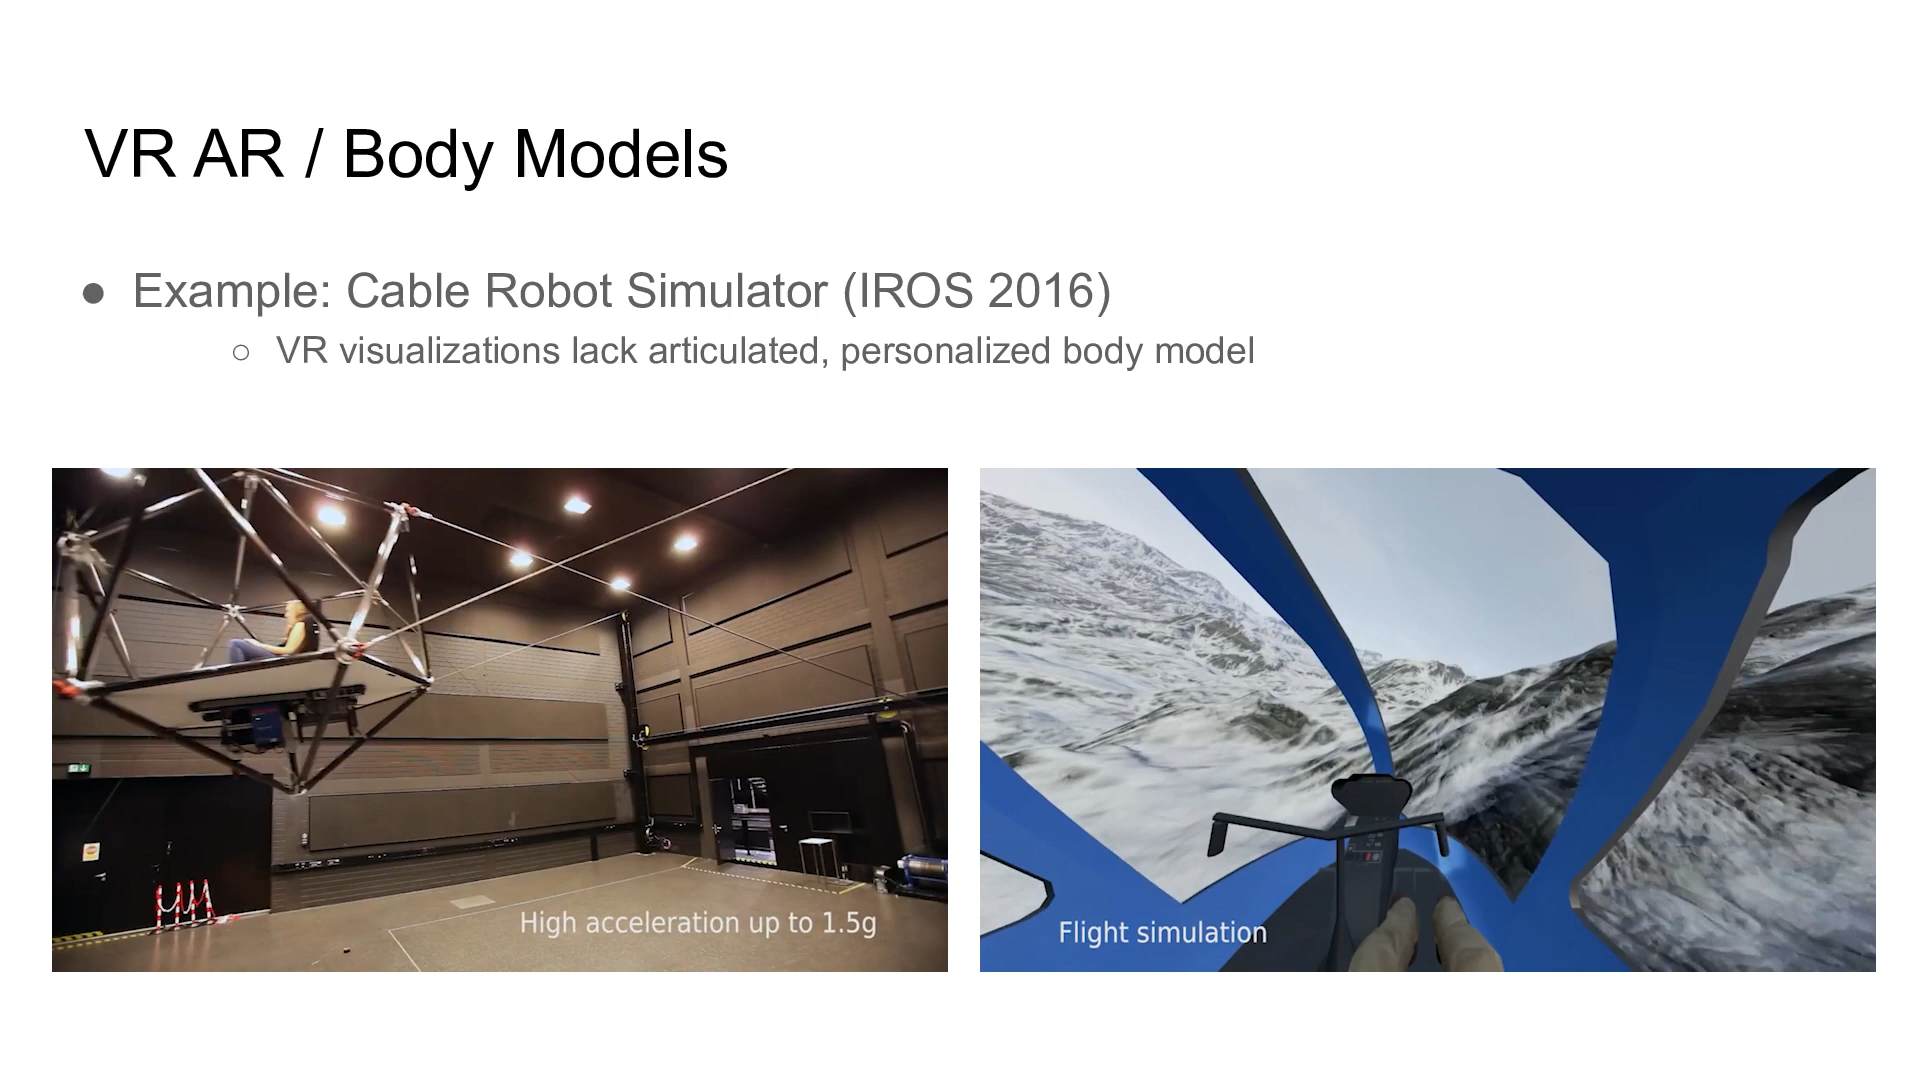 VR AR / Body Models
● Example: Cable Robot Simulator (IROS 2016)
○ VR visualizations lack articulated, personalized body model
High acceleration up to 1.5g
Flight simulation